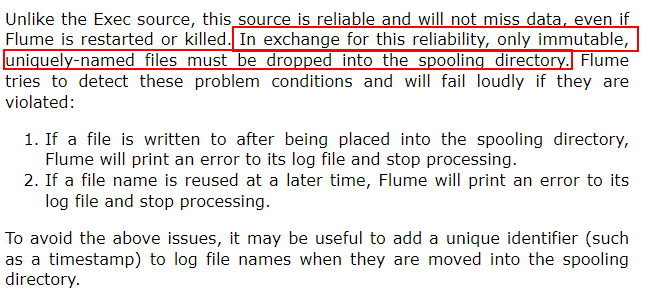 Unlike the Exec source, this source is reliable and will not miss data, even if
Flume is restarted or killed. In exchange for this reliability, only immutable,
uniquely-named files must be dropped into the spooling directory. Flume
tries to detect these problem conditions and will fail loudly if they are
violated:
1. If a file is written to after being placed into the spooling directory,
Flume will print an error to its log file and stop processing.
2. If a file name is reused at a later time, Flume will print an error to its
log file and stop processing.
To avoid the above issues, it may be useful to add a unique identifier (such
as a timestamp) to log file names when they are moved into the spooling
directory.